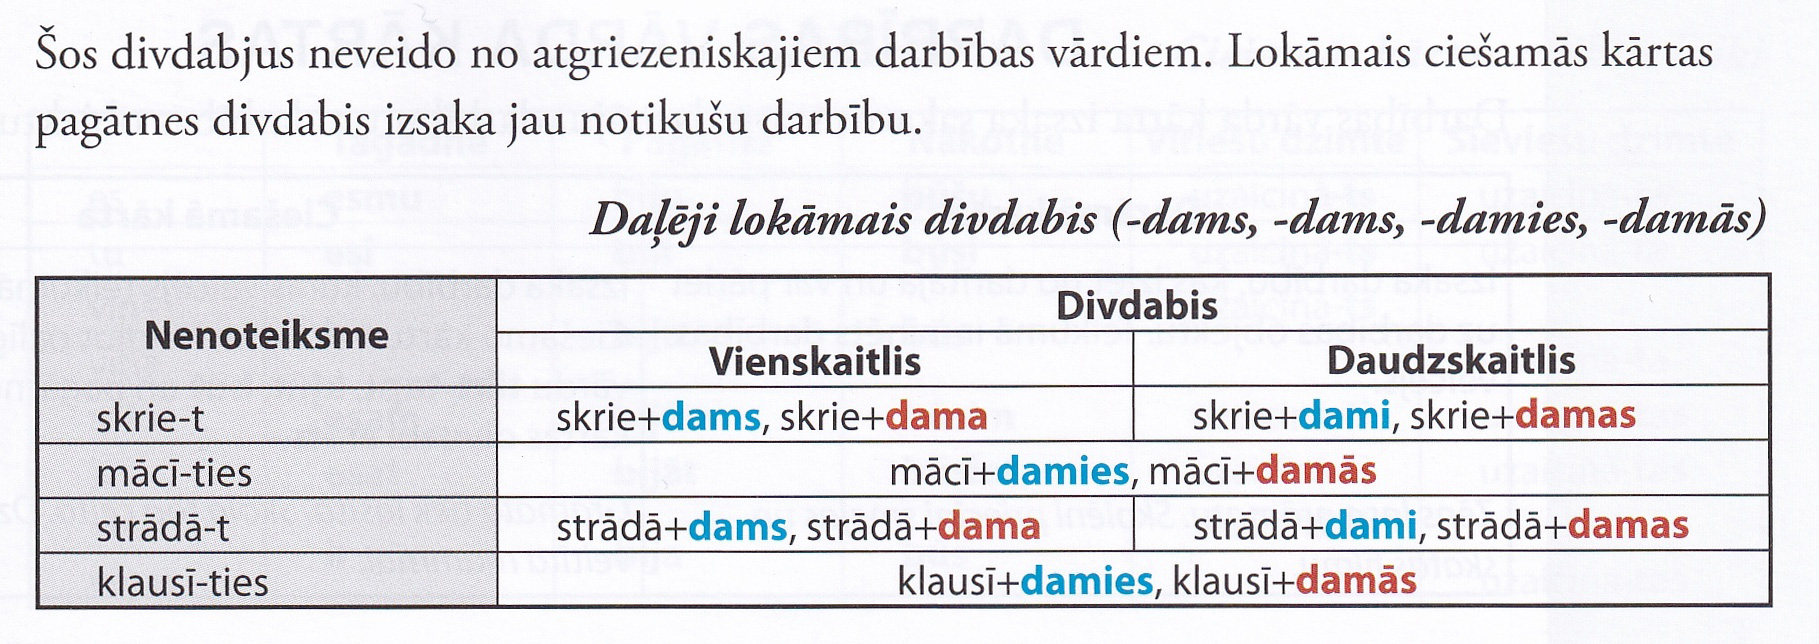 Šos divdabjus neveido no atgriezeniskajiem darbības vārdiem. Lokāmais ciešamās kārtas
pagātnes divdabis izsaka jau notikušu darbību.
Daļēji lokāmais divdabis (-dams, -dams, -damies, -damās)
Nenoteiksme
Divdabis
Vienskaitlis Daudzskaitlis
skrie-t skrie+dams, skrie+dama skrie+dami, skrie+damas
mācī-ties mācī+damies, mācī+damās
strādā-t strādā+dams, strādā+dama strādā+dami, strādā+damas
klausī-ties klausī+damies, klausī+damās